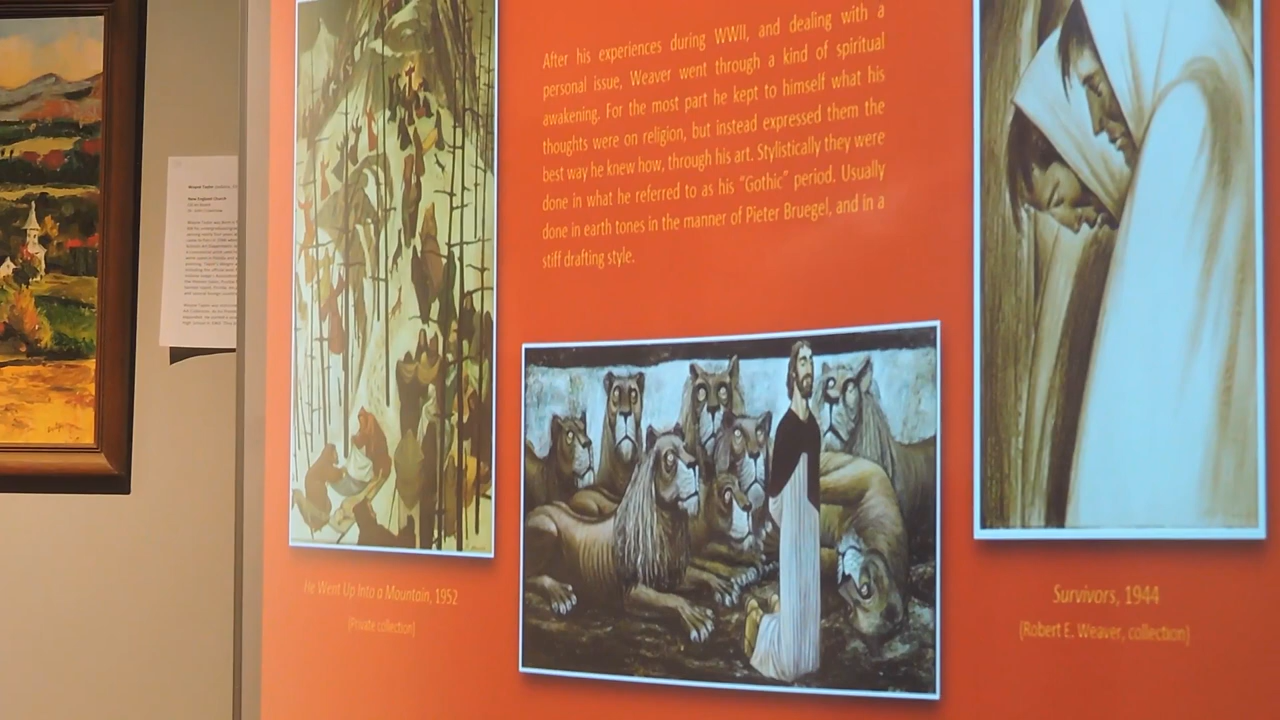 After his experiences during WWII, and dealing with a
personal issue, Weaver went through a kind of spiritual
awakening. For the most part he kept to himself what his
thoughts were on religion, but instead expressed them the
best way he knew how, through his art. Stylistically they were
done in what he referred to as his "Gothic" period. Usually
done in earth tones in the manner of Pieter Bruegel, and in a
stiff drafting style.
He Went Up Into a Mountain, 1952
(Private collection)
Survivors, 1944
(Robert E. Weaver, collection)
New England Church